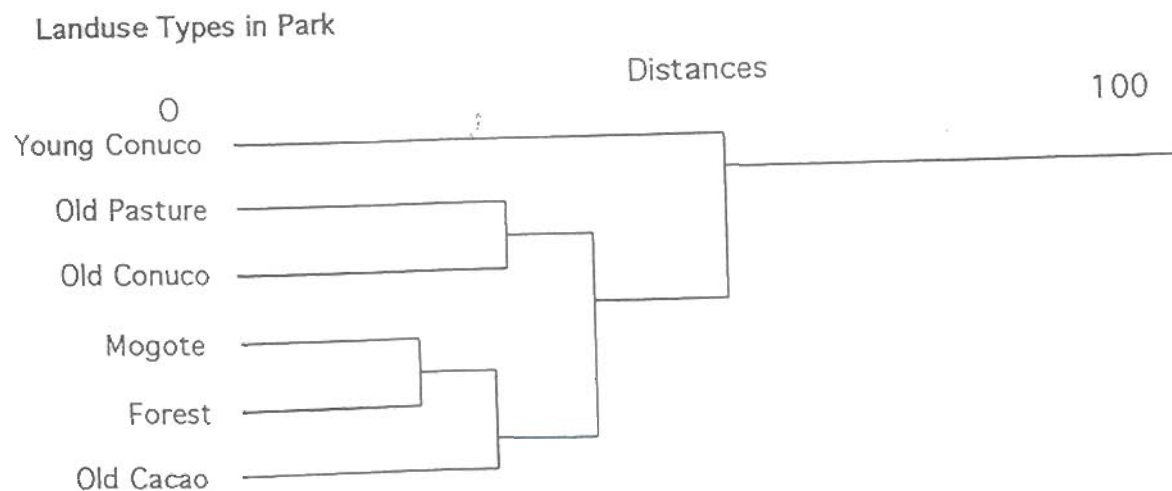 Landuse Types in Park
Distances
0 100
Young Conuco
Old Pasture
Old Conuco
Mogote
Forest
Old Cacao